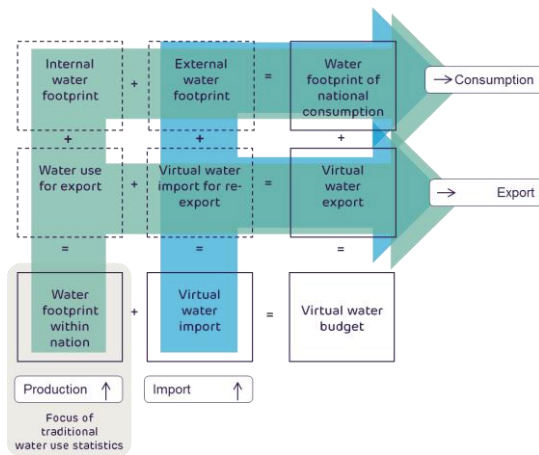 Internal
water
footprint
+
External
water
footprint
=
Water
footprint of
national
consumption
→ Consumption
+
+
+
Water use
for export
+
Virtual water
import for re-
export
=
Virtual
water
export
→ Export
=
=
=
Water
footprint
within
nation
+
Virtual
water
import
=
Virtual water
budget
Production ↑
Import ↑
Focus of
traditional
water use statistics